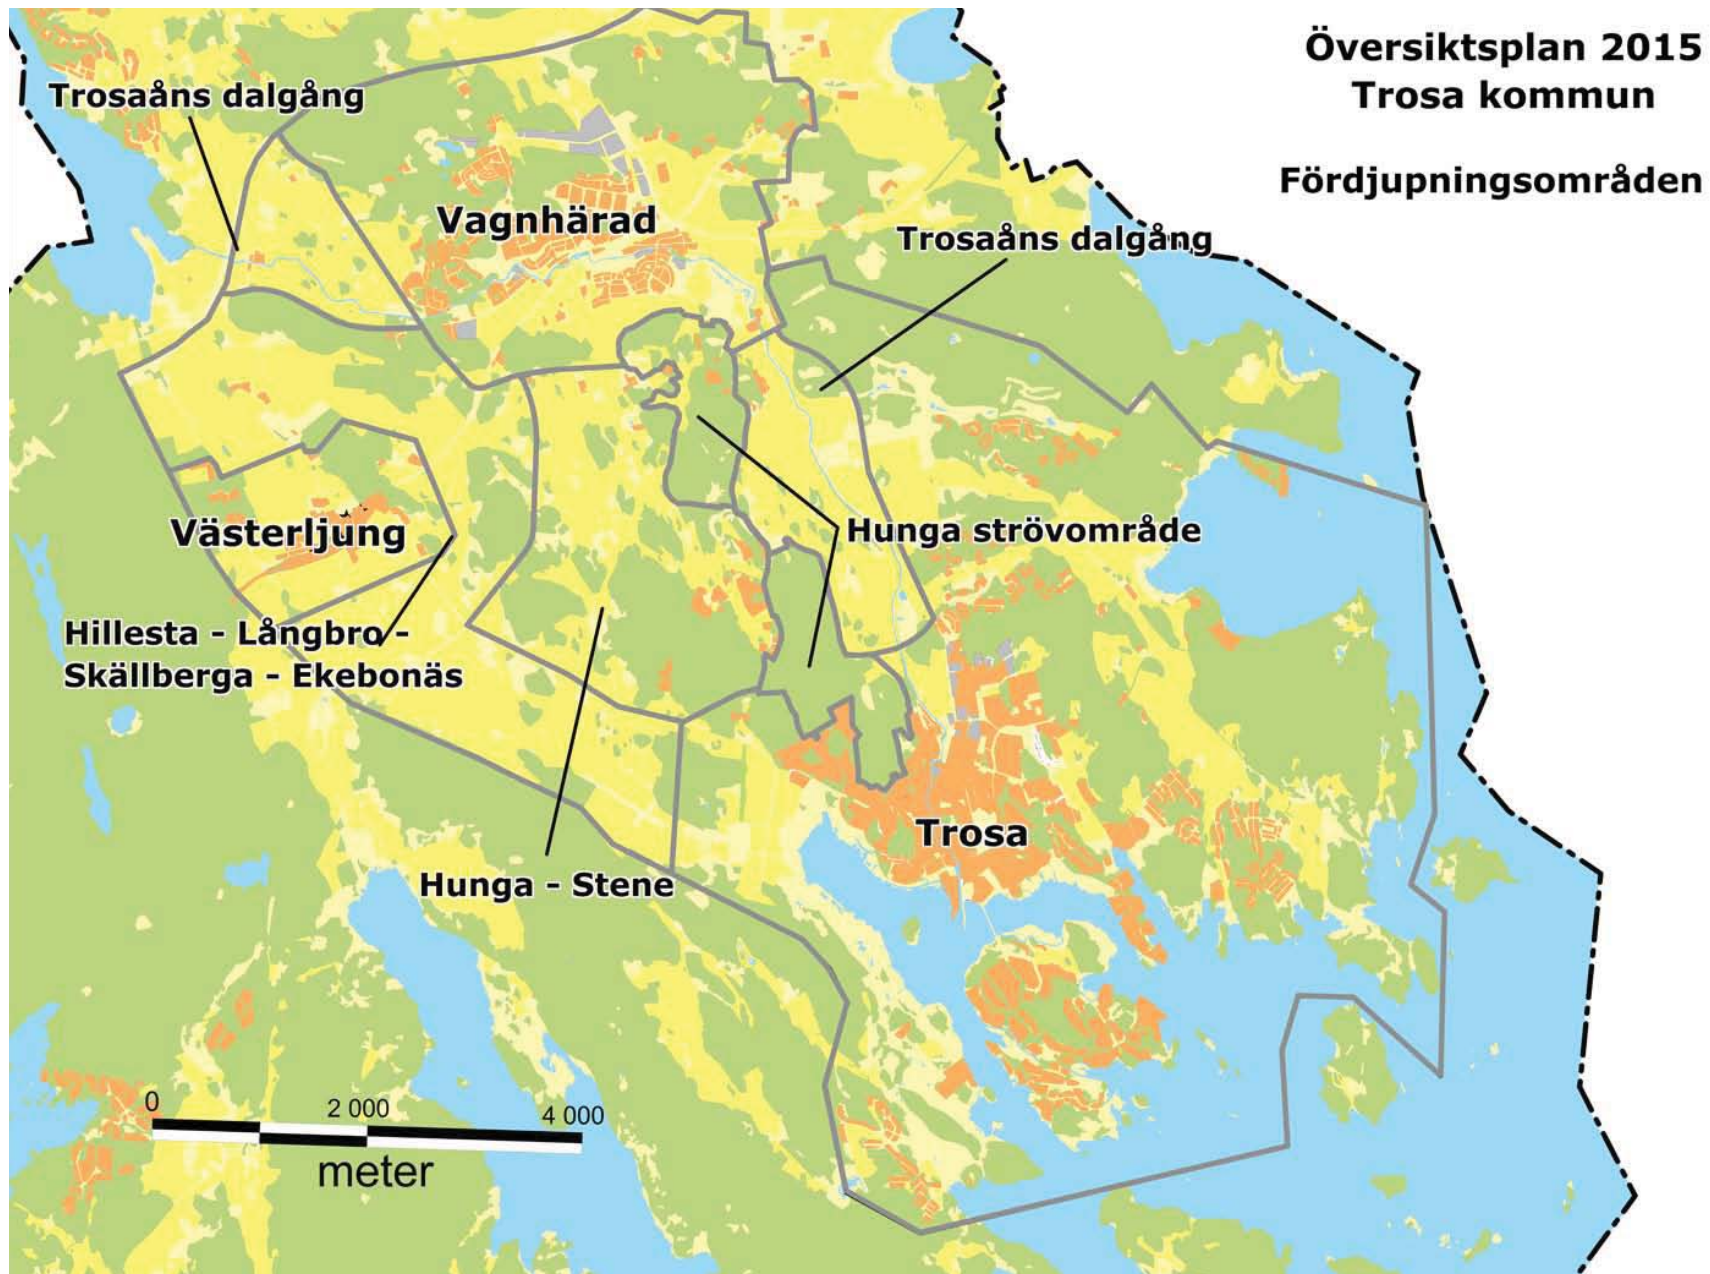 Översiktsplan 2015
Trosa kommun
Fördjupningsområden
Trosaåns dalgång
Vagnhärad
Trosaåns dalgång
Västerljung
Hunga strövområde
Hillesta - Långbro -
Skällberga - Ekebonäs
Trosa
Hunga - Stene
0 2 000 4 000
meter